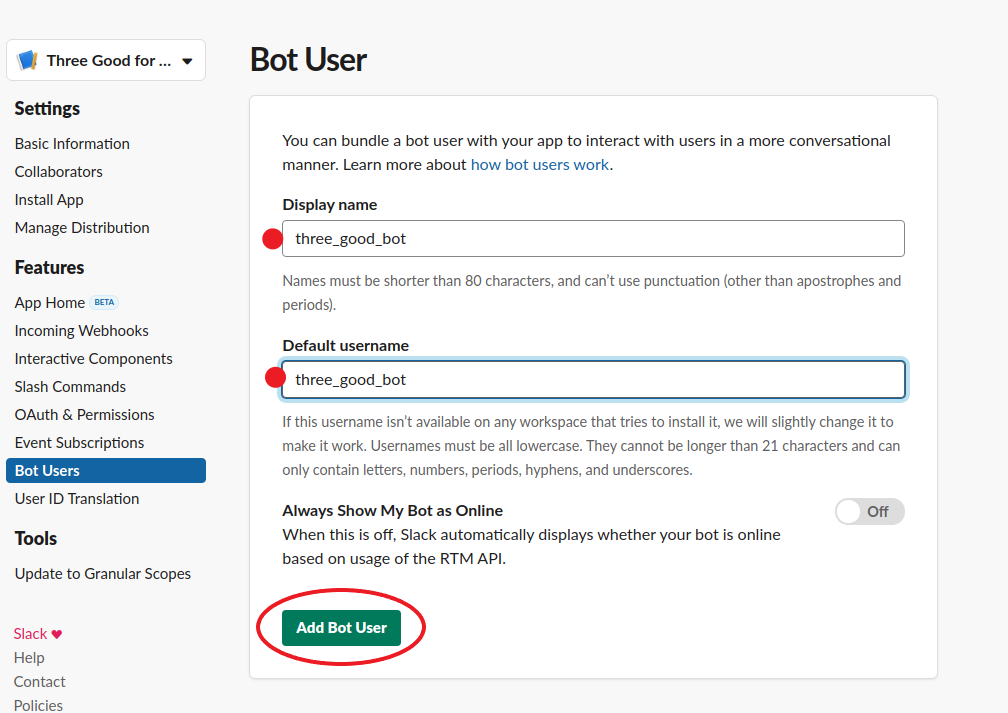 Three Good for ...
Settings
Basic Information
Collaborators
Install App
Manage Distribution
Features
App Home BETA
Incoming Webhooks
Interactive Components
Slash Commands
OAuth & Permissions
Event Subscriptions
Bot Users
User ID Translation
Tools
Update to Granular Scopes
Slack
Help
Contact
Policies
Bot User
You can bundle a bot user with your app to interact with users in a more conversational
manner. Learn more about how bot users work.
Display name
three_good_bot
Names must be shorter than 80 characters, and can’t use punctuation (other than apostrophes and
periods).
Default username
three_good_bot
If this username isn’t available on any workspace that tries to install it, we will slightly change it to
make it work. Usernames must be all lowercase. They cannot be longer than 21 characters and can
only contain letters, numbers, periods, hyphens, and underscores.
Always Show My Bot as Online
Off
When this is off, Slack automatically displays whether your bot is online
based on usage of the RTM API.
Add Bot User